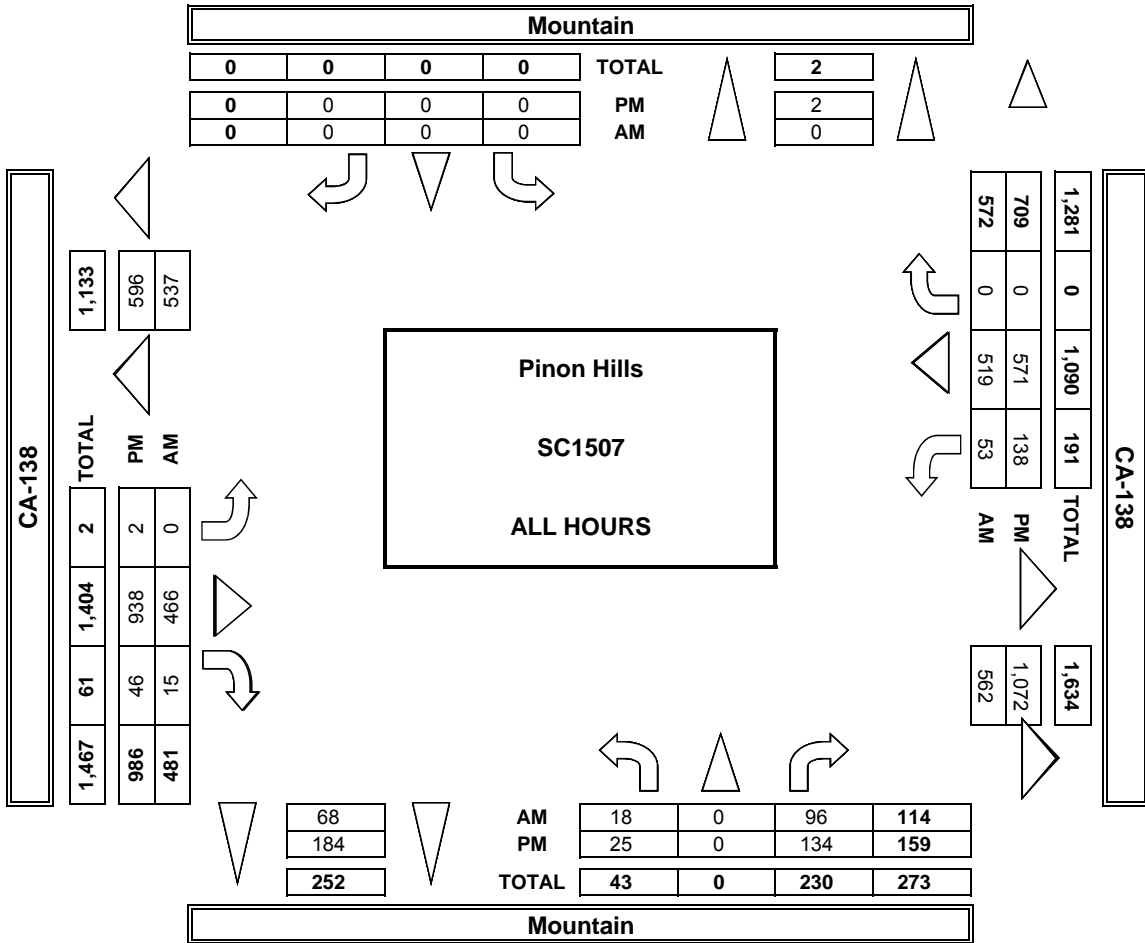 Mountain
0 0 0 0 TOTAL 2
0 0 0 0 PM 2
0 0 0 0 AM 0
CA-138
1,133
596
537
TOTAL
PM
AM
2 1,404 61 1,467
2 938 46 986
0 466 15 481
Pinon Hills
SC1507
ALL HOURS
572 0 519 53 AM
709 0 571 138 PM
1,281 0 1,090 191 TOTAL
562
1,072
1,634
CA-138
68 AM 18 0 96 114
184 PM 25 0 134 159
252 TOTAL 43 0 230 273
Mountain